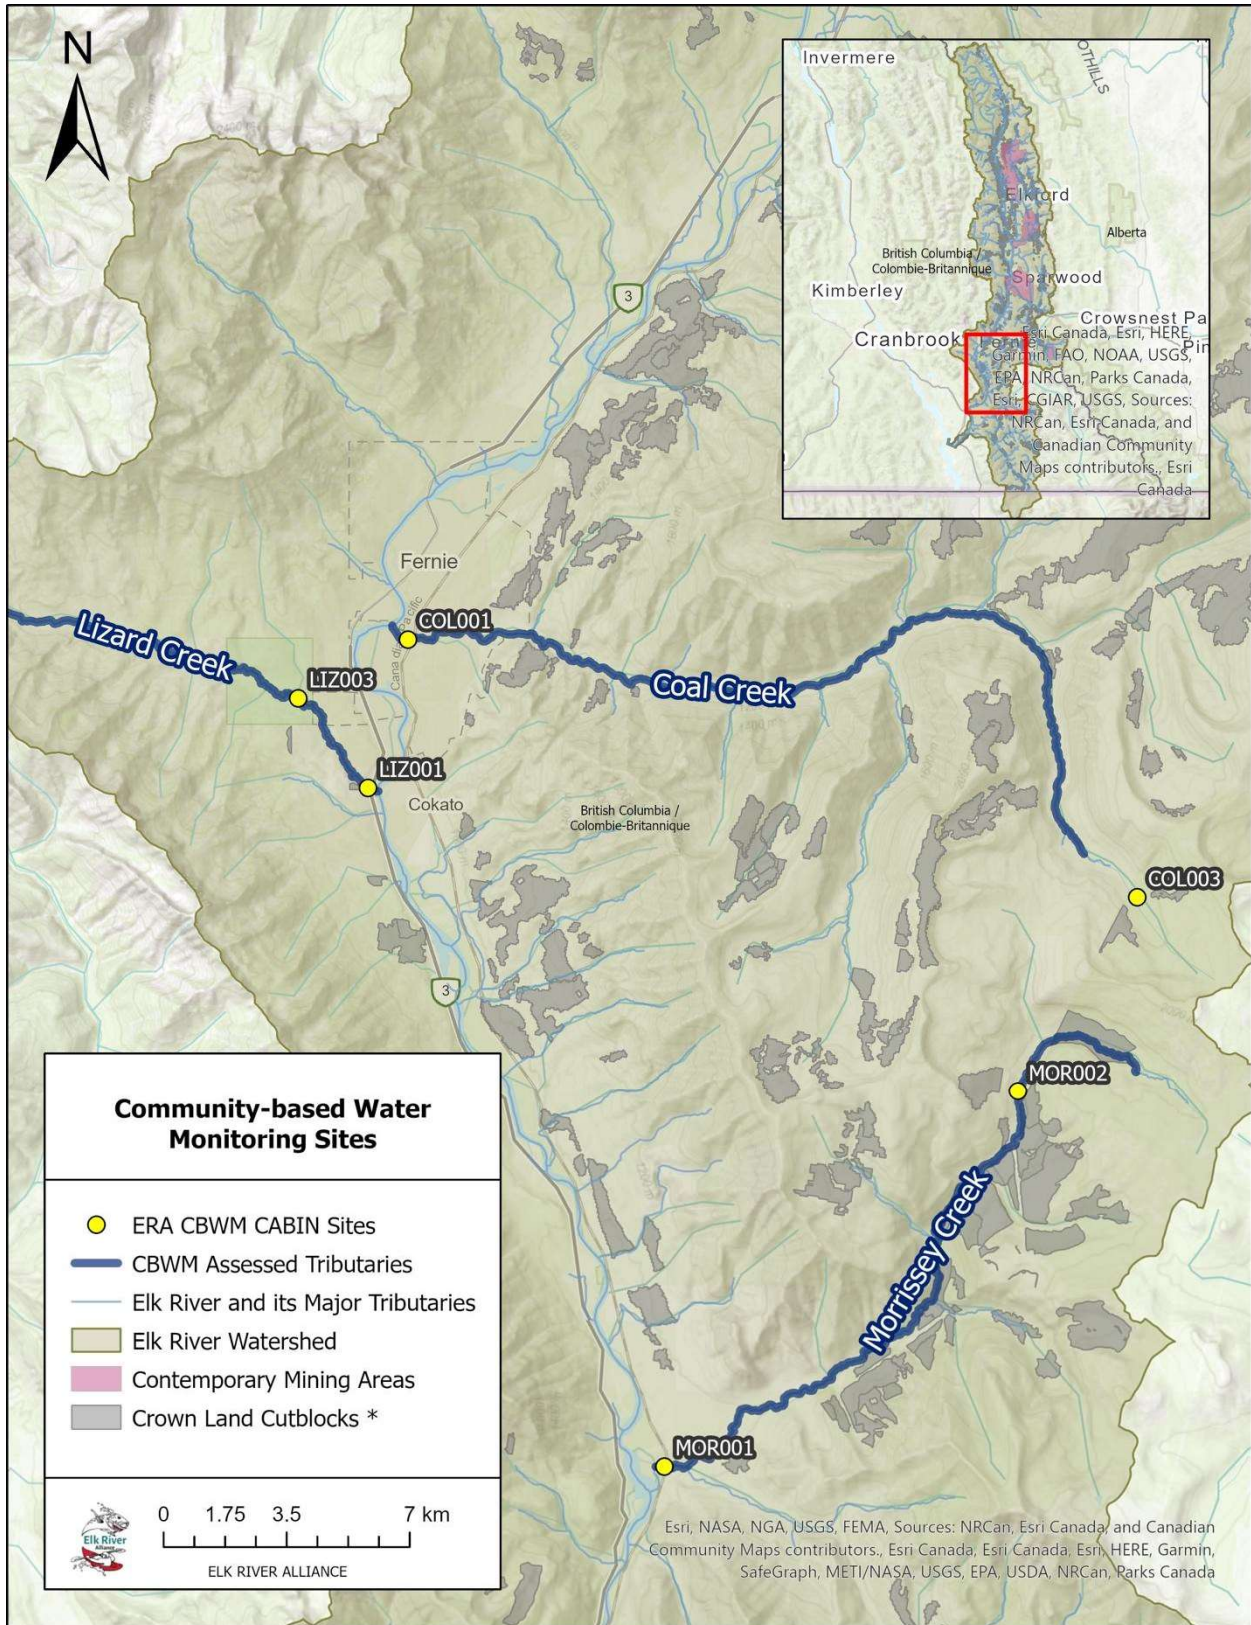 N
Invermere
OTHILLS
Elkford
Alberta
British Columbia /
Colombie-Britannique
Sparwood
Kimberley
Crowsnest Pa
Cranbrook
Esri Canada, Esri, HERE,
Garmin, FAO, NOAA, USGS,
EPA, NRCan, Parks Canada,
Esri, CGIAR, USGS, Sources:
NRCan, Esri Canada, and
Canadian Community
Maps contributors., Esri
Canada
3
Fernie
COL001
Lizard Creek
LIZ003
Coal Creek
LIZ001
Cokato
British Columbia /
Colombie-Britannique
COL003
3
MOR002
Morrissey Creek
MOR001
Community-based Water
Monitoring Sites
ERA CBWM CABIN Sites
CBWM Assessed Tributaries
Elk River and its Major Tributaries
Elk River Watershed
Contemporary Mining Areas
Crown Land Cutblocks *
Elk River
Alliance
0 1.75 3.5 7 km
ELK RIVER ALLIANCE
Esri, NASA, NGA, USGS, FEMA, Sources: NRCan, Esri Canada, and Canadian
Community Maps contributors., Esri Canada, Esri Canada, Esri, HERE, Garmin,
SafeGraph, METI/NASA, USGS, EPA, USDA, NRCan, Parks Canada